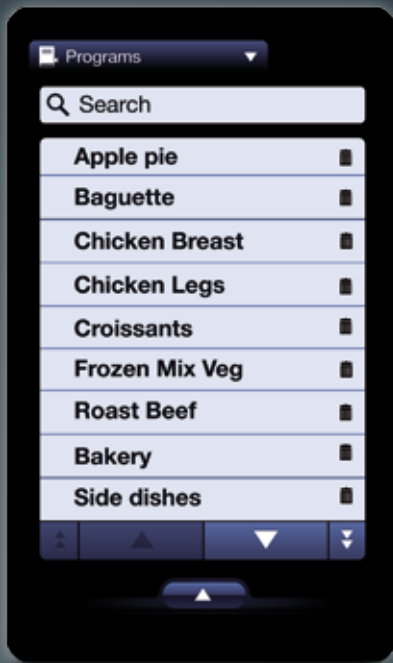 Programs
Search
Apple pie
Baguette
Chicken Breast
Chicken Legs
Croissants
Frozen Mix Veg
Roast Beef
Bakery
Side dishes